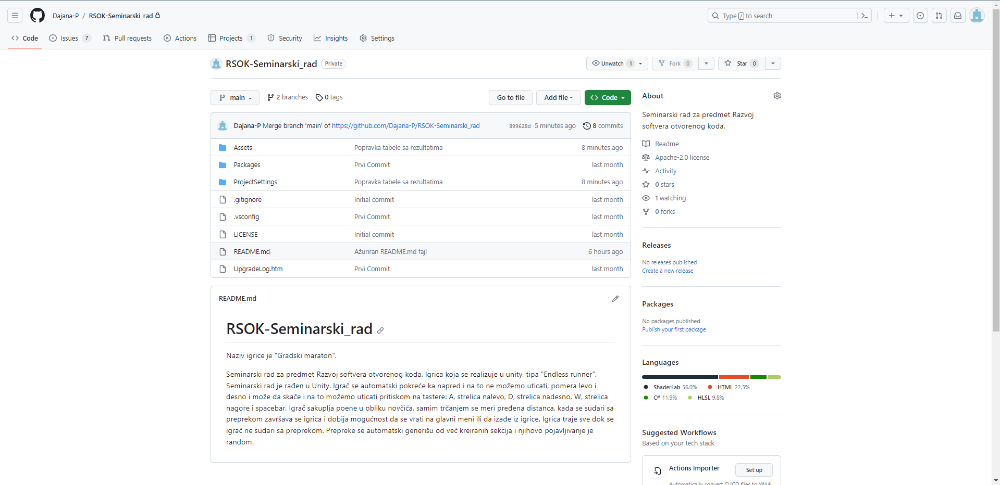 Dajana-P / RSOK-Seminarski_rad
Type / to search
Code Issues 7 Pull requests Actions Projects 1 Security Insights Settings
RSOK-Seminarski_rad Private
Unwatch 1 Fork 0 Star 0
main 2 branches 0 tags
Go to file Add file Code
Dajana-P Merge branch 'main' of https://github.com/Dajana-P/RSOK-Seminarski_rad 899628d 5 minutes ago 8 commits
Assets Popravka tabele sa rezultatima 8 minutes ago
Packages Prvi Commit last month
ProjectSettings Popravka tabele sa rezultatima 8 minutes ago
.gitignore Initial commit last month
.vsconfig Prvi Commit last month
LICENSE Initial commit last month
README.md Ažuriran README.md fajl 6 hours ago
UpgradeLog.htm Prvi Commit last month
README.md
RSOK-Seminarski_rad
Naziv igrice je "Gradski maraton".
Seminarski rad za predmet Razvoj softvera otvorenog koda. Igrica koja se realizuje u unity, tipa "Endless runner".
Seminarski rad je rađen u Unity. Igrač se automatski pokreće ka napred i na to ne možemo uticati, pomera levo i
desno i može da skače i na to možemo uticati pritiskom na tastere: A, strelica nalevo, D, strelica nadesno, W, strelica
nagore i spacebar. Igrač sakuplja poene u obliku novčića, samim trčanjem se meri pređena distanca, kada se sudari sa
preprekom završava se igrica i dobija mogućnost da se vrati na glavni meni ili da izađe iz igrice. Igrica traje sve dok se
igrač ne sudari sa preprekom. Prepreke se automatski generišu od već kreiranih sekcija i njihovo pojavljivanje je
random.
About
Seminarski rad za predmet Razvoj
softvera otvorenog koda.
Readme
Apache-2.0 license
Activity
0 stars
1 watching
0 forks
Releases
No releases published
Create a new release
Packages
No packages published
Publish your first package
Languages
ShaderLab 56.0% HTML 22.3%
C# 11.9% HLSL 9.8%
Suggested Workflows
Based on your tech stack
Actions Importer Set up
Automatically convert CI/CD files to YAML